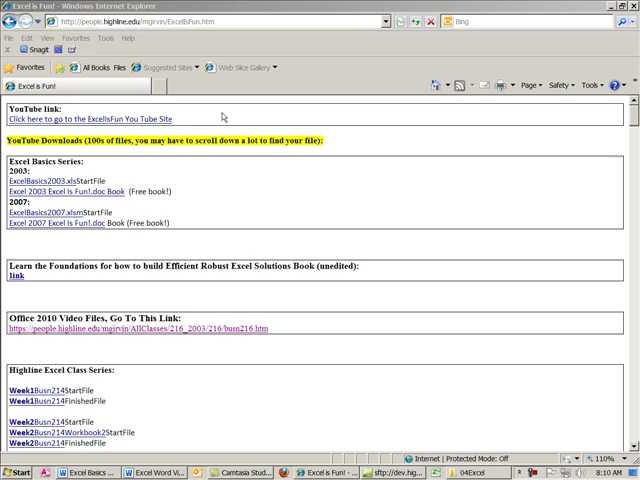 Excel is Fun! - Windows Internet Explorer
http://people.highline.edu/mgirvin/ExcelIsFun.htm
Bing
File Edit View Favorites Tools Help
Snagit
Favorites All Books Files Suggested Sites Web Slice Gallery
Excel is Fun!
Page Safety Tools
YouTube link:
Click here to go to the ExcelIsFun You Tube Site
YouTube Downloads (100s of files, you may have to scroll down a lot to find your file):
Excel Basics Series:
2003:
ExcelBasics2003.xlsStartFile
Excel 2003 Excel Is Fun!.doc Book (Free book!)
2007:
ExcelBasics2007.xlsmStartFile
Excel 2007 Excel Is Fun!.doc Book (Free book!)
Learn the Foundations for how to build Efficient Robust Excel Solutions Book (unedited):
link
Office 2010 Video Files, Go To This Link:
https://people.highline.edu/mgirvin/AllClasses/216_2003/216/busn216.htm
Highline Excel Class Series:
Week1Busn214StartFile
Week1Busn214FinishedFile
Week2Busn214StartFile
Week2Busn214Workbook2StartFile
Week2Busn214FinishedFile
Internet | Protected Mode: Off
110%
Start
Excel Basics ...
Excel Word Vi...
Camtasia Stud...
Excel is Fun! - ...
sftp://dev.hig...
04Excel
8:10 AM